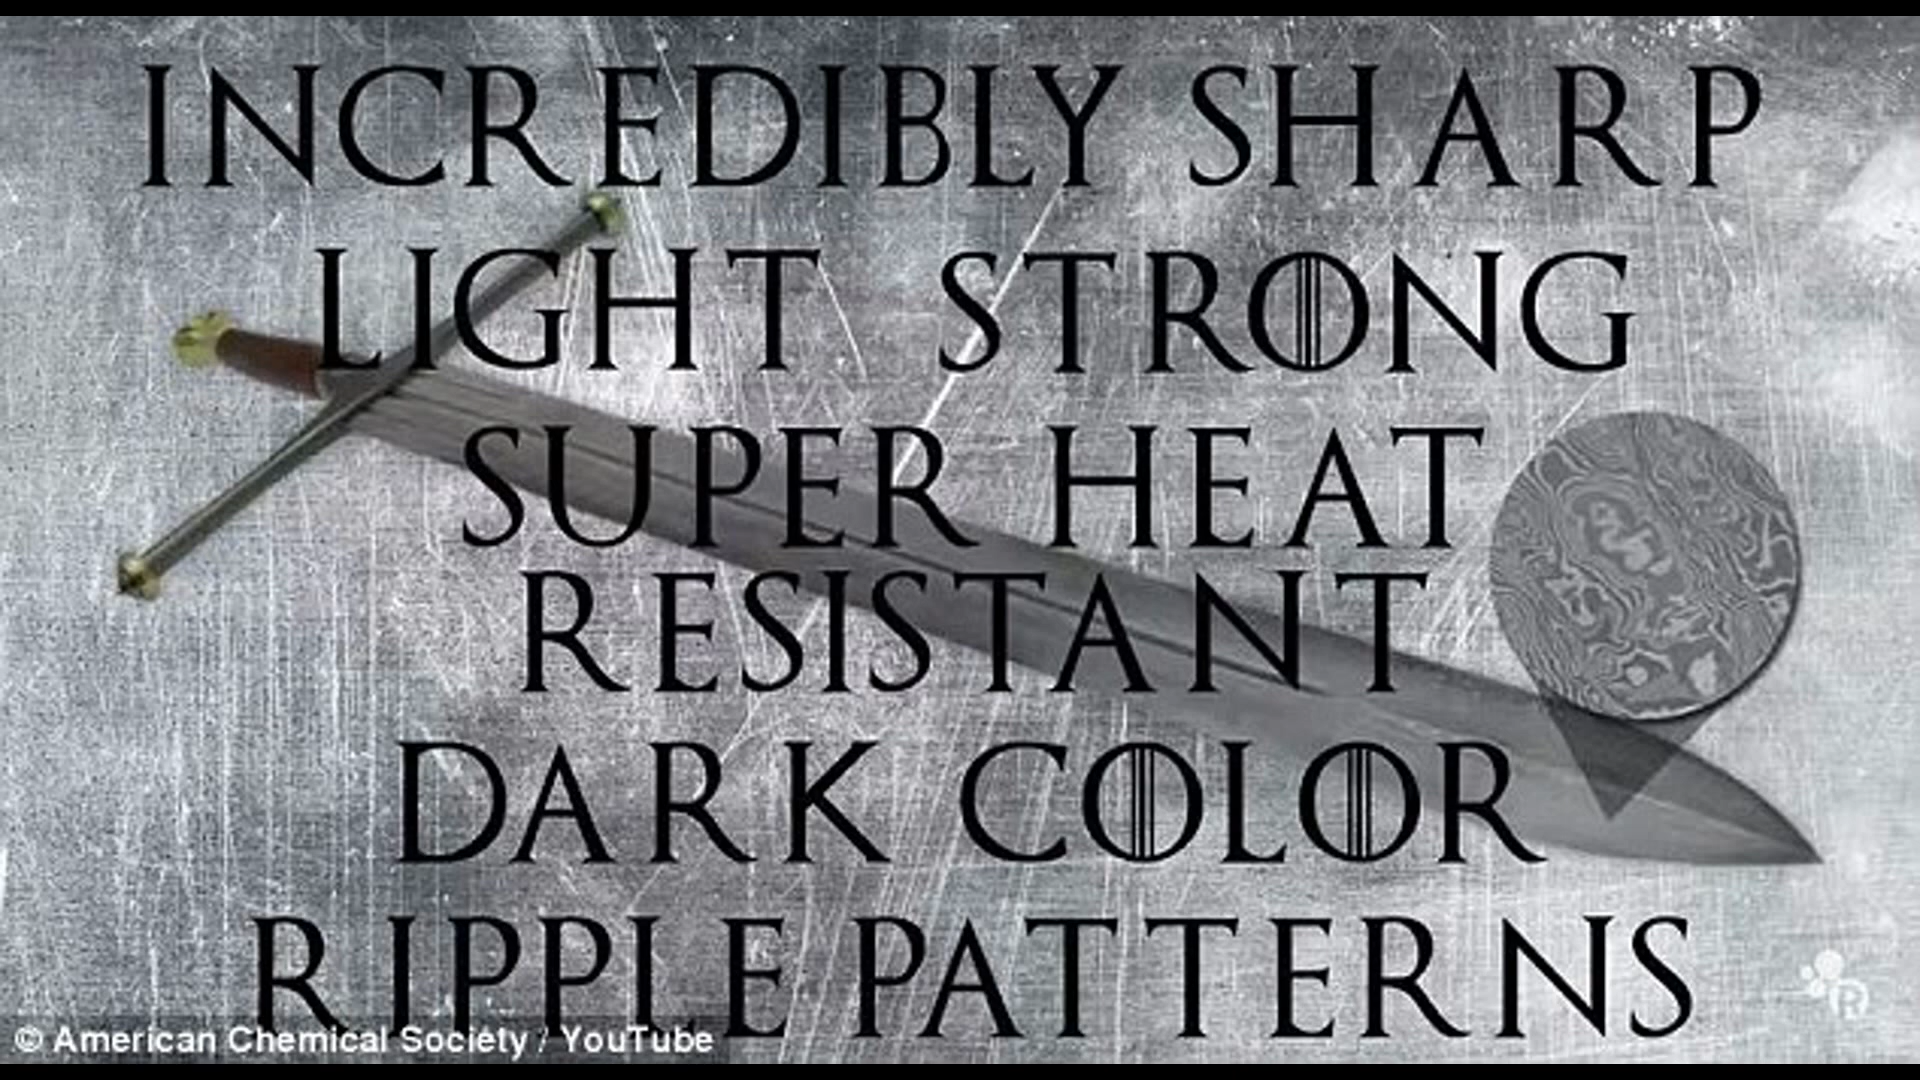 INCREDIBLY SHARP
LIGHT STRONG
SUPER HEAT
RESISTANT
DARK COLOR
RIPPLE PATTERNS
© American Chemical Society / YouTube
R